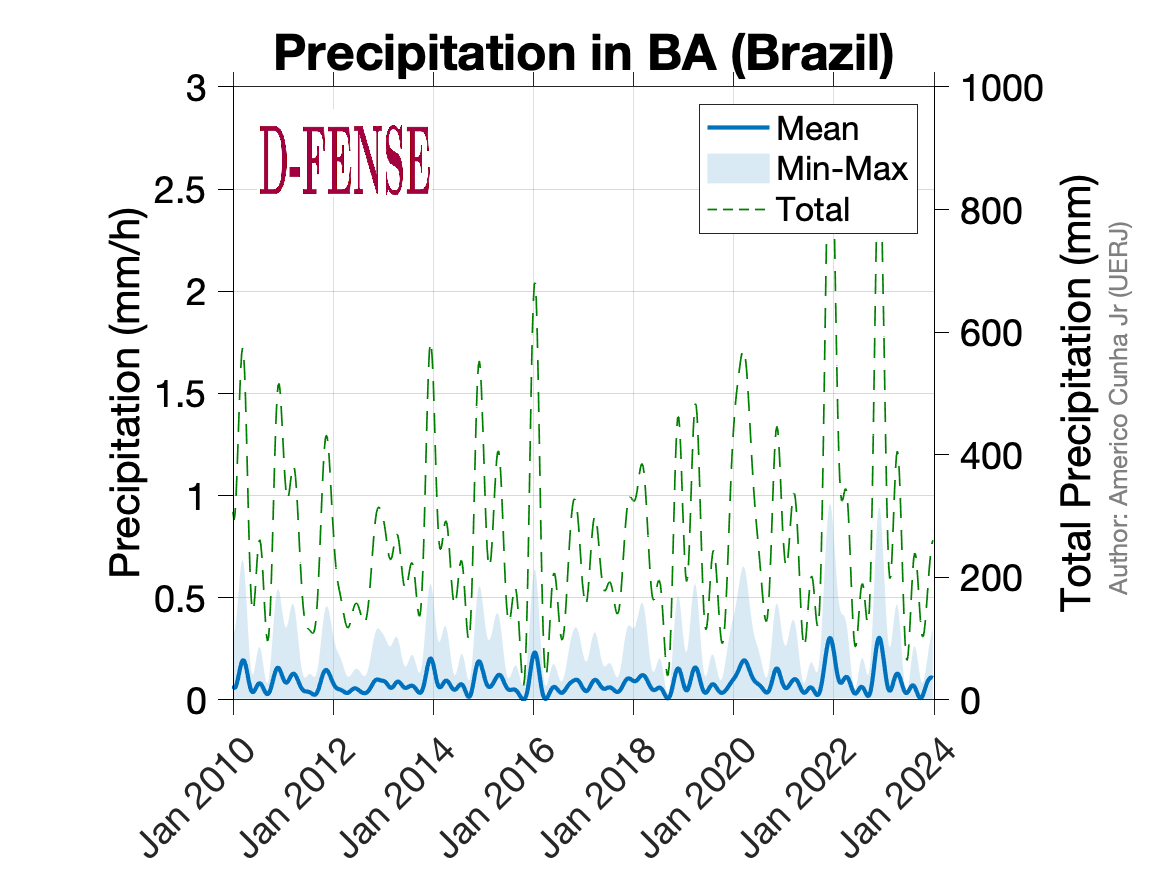 Precipitation in BA (Brazil)
D-FENSE
Mean
Min-Max
Total
Precipitation (mm/h)
3
2.5
2
1.5
1
0.5
0
1000
800
600
400
200
0
Total Precipitation (mm)
Author: Americo Cunha Jr (UERJ)
Jan 2010
Jan 2012
Jan 2014
Jan 2016
Jan 2018
Jan 2020
Jan 2022
Jan 2024